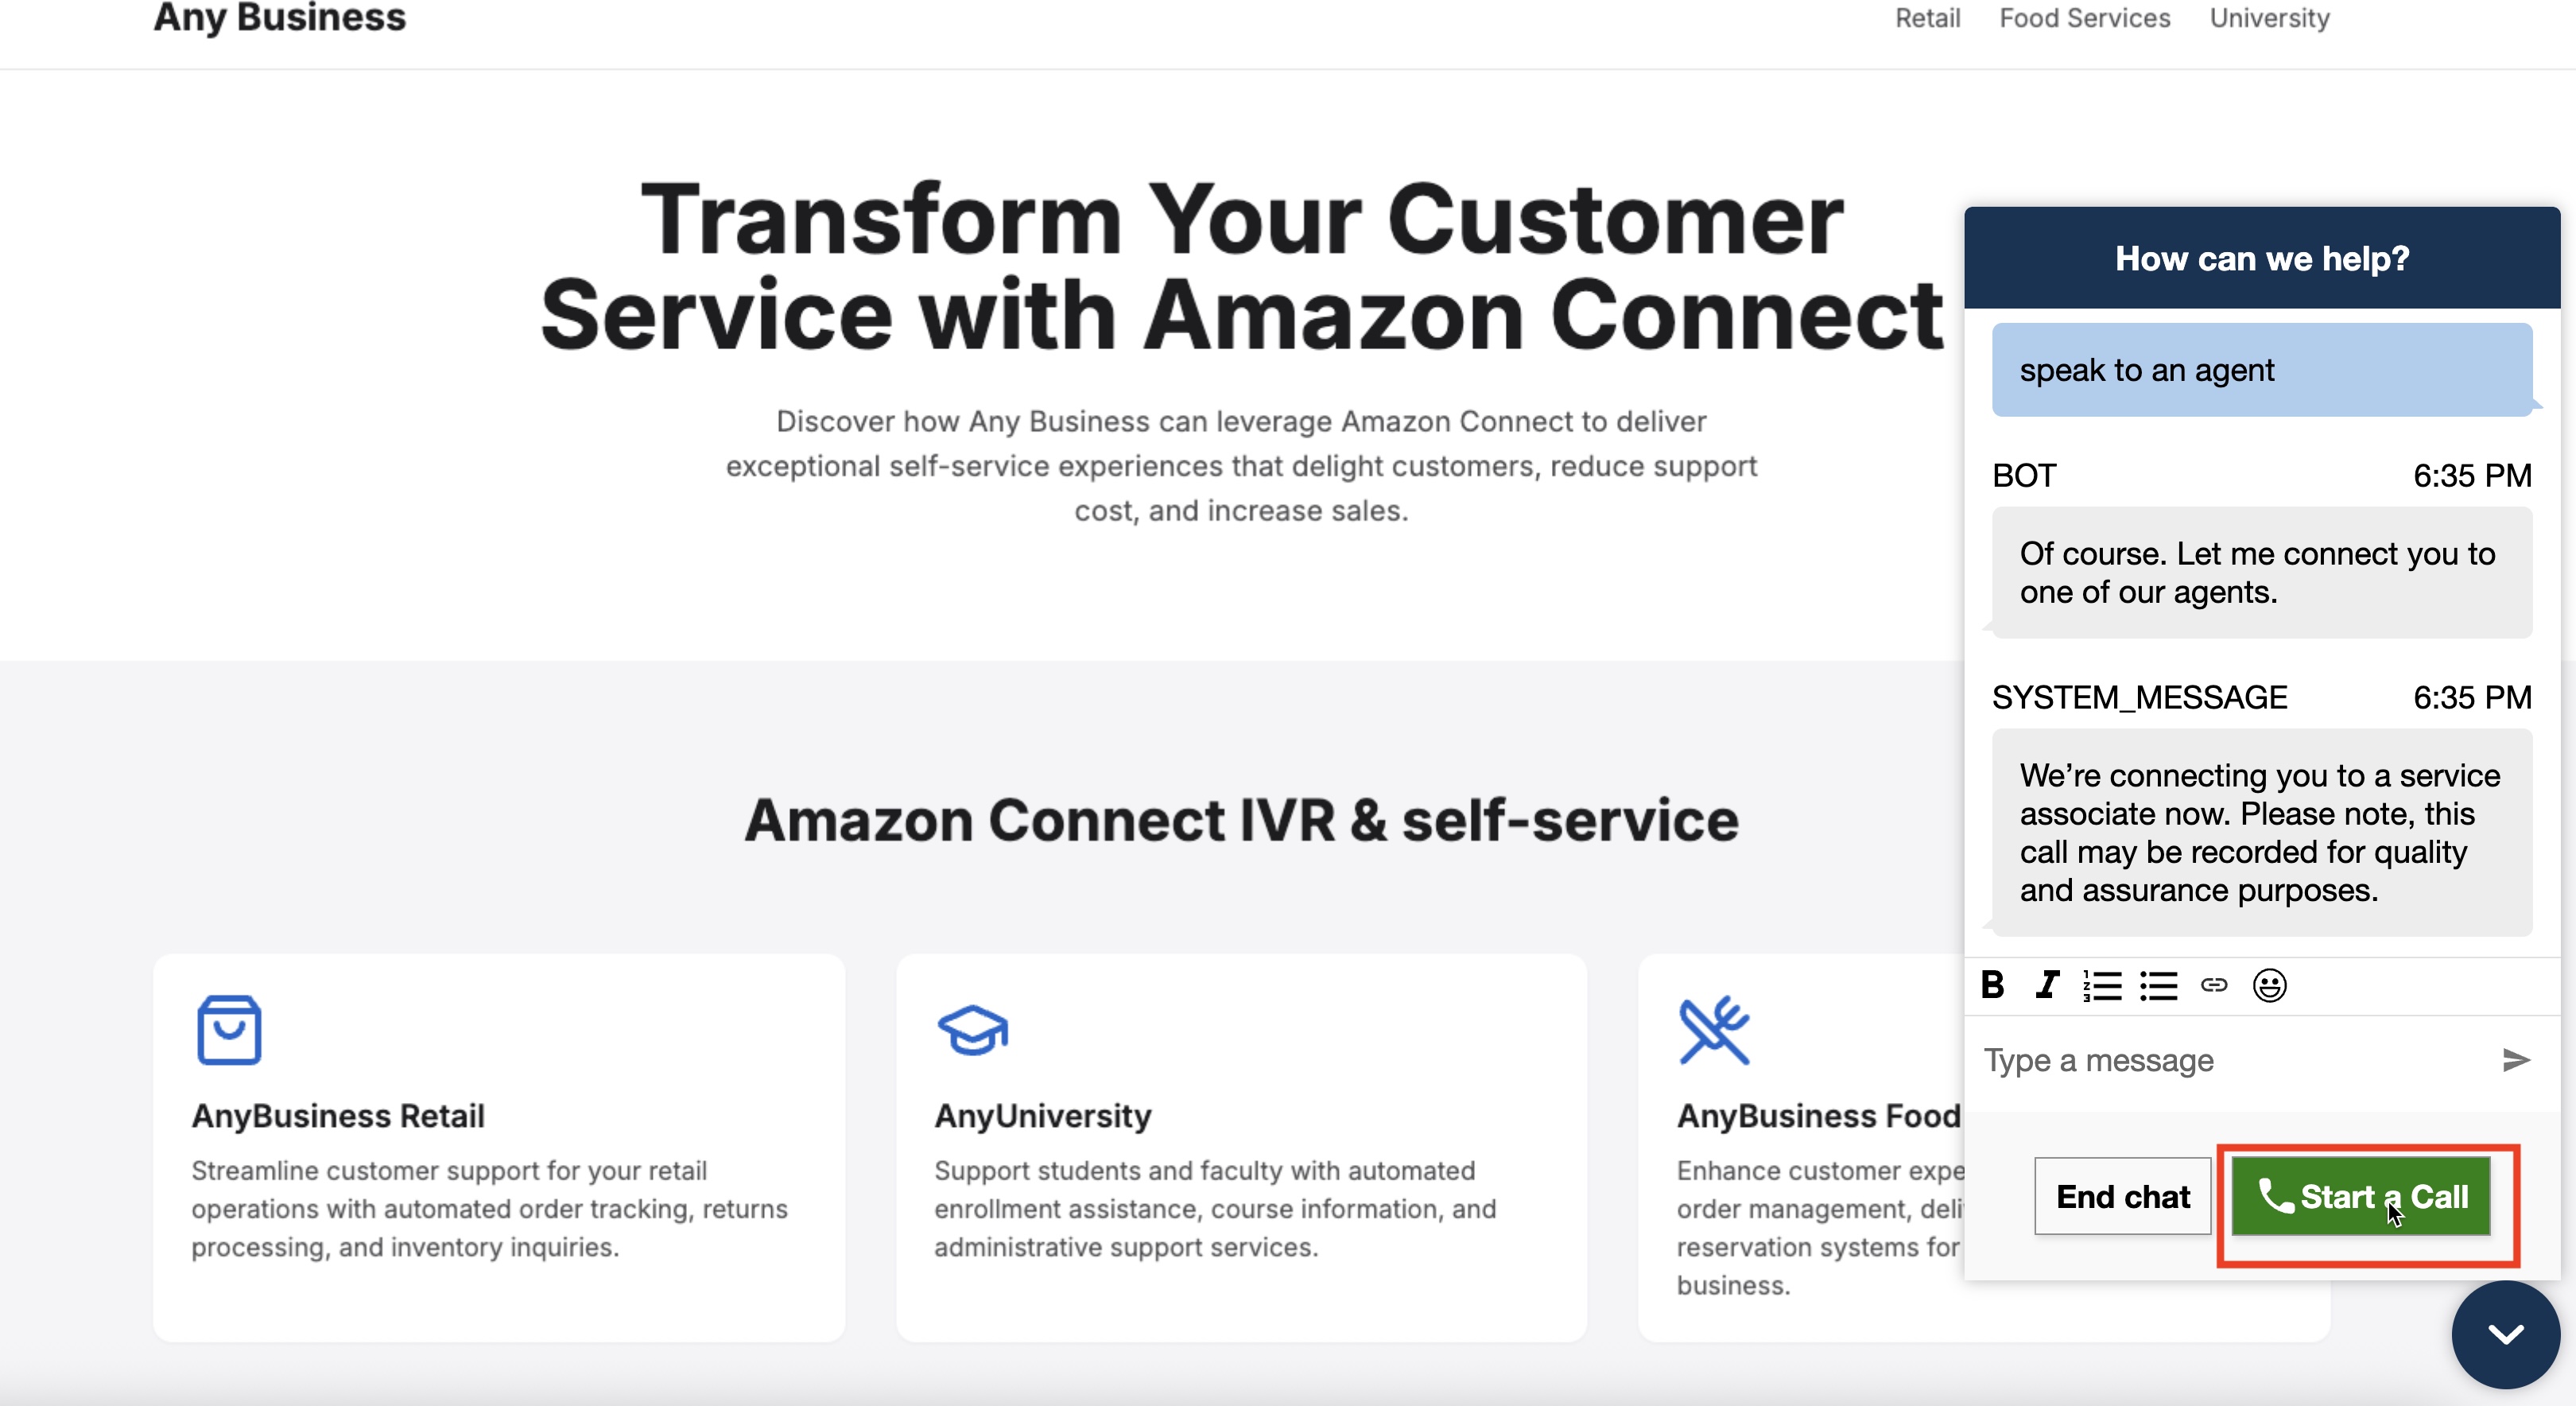 Any Business
Retail Food Services University
Transform Your Customer
Service with Amazon Connect
Discover how Any Business can leverage Amazon Connect to deliver
exceptional self-service experiences that delight customers, reduce support
cost, and increase sales.
Amazon Connect IVR & self-service
AnyBusiness Retail
Streamline customer support for your retail
operations with automated order tracking, returns
processing, and inventory inquiries.
AnyUniversity
Support students and faculty with automated
enrollment assistance, course information, and
administrative support services.
AnyBusiness Food
Enhance customer expe
order management, deli
reservation systems for
business.
How can we help?
speak to an agent
BOT 6:35 PM
Of course. Let me connect you to
one of our agents.
SYSTEM_MESSAGE 6:35 PM
We’re connecting you to a service
associate now. Please note, this
call may be recorded for quality
and assurance purposes.
B I
Type a message
End chat Start a Call